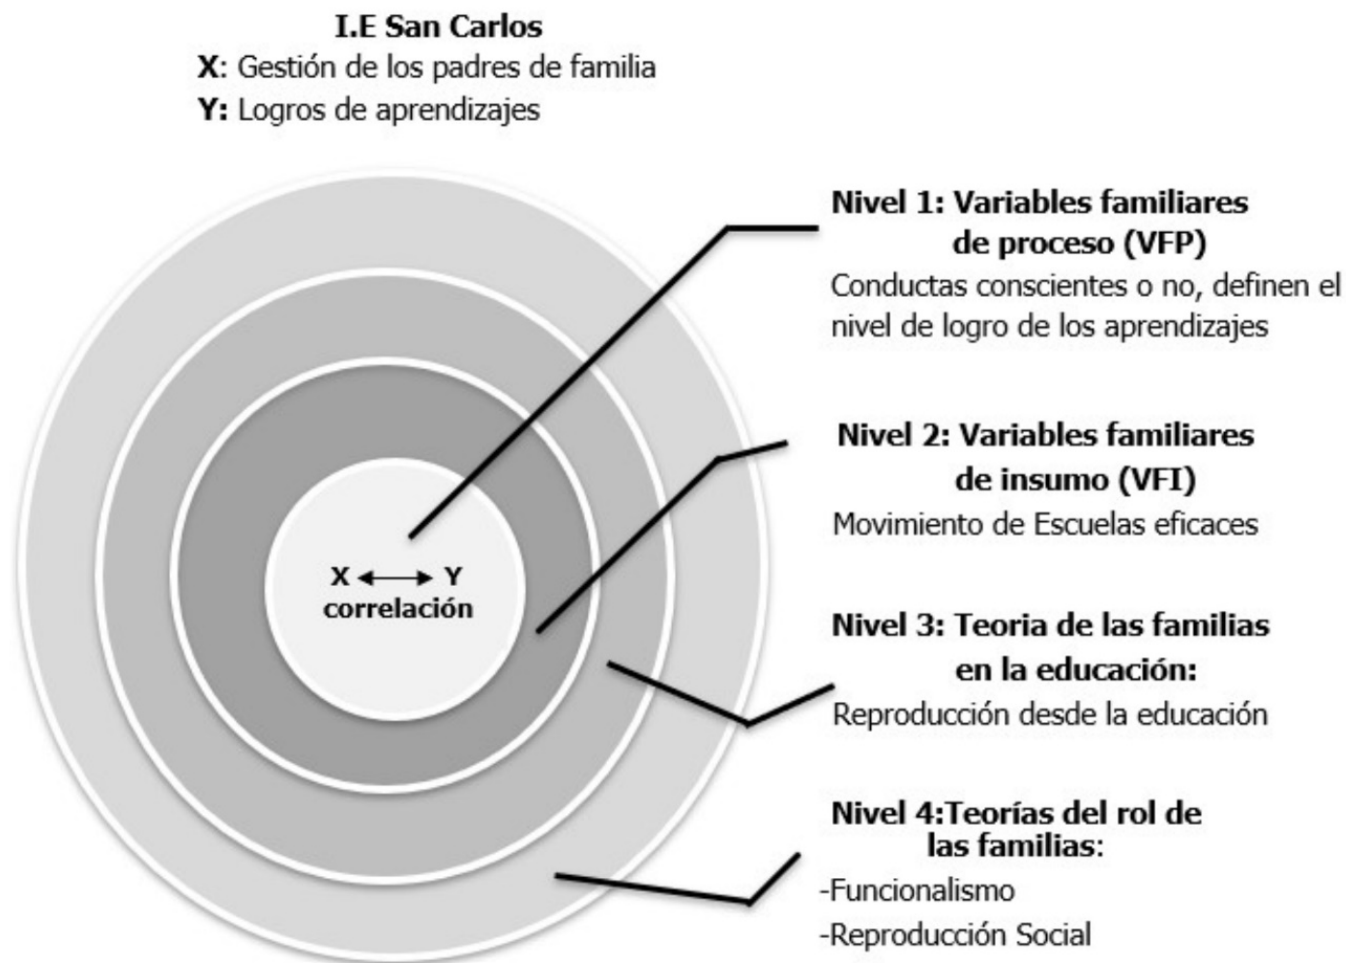 I.E San Carlos
X: Gestión de los padres de familia
Y: Logros de aprendizajes
Nivel 1: Variables familiares
de proceso (VFP)
Conductas conscientes o no, definen el
nivel de logro de los aprendizajes
Nivel 2: Variables familiares
de insumo (VFI)
Movimiento de Escuelas eficaces
X Y
correlación
Nivel 3: Teoria de las familias
en la educación:
Reproducción desde la educación
Nivel 4:Teorías del rol de
las familias:
-Funcionalismo
-Reproducción Social